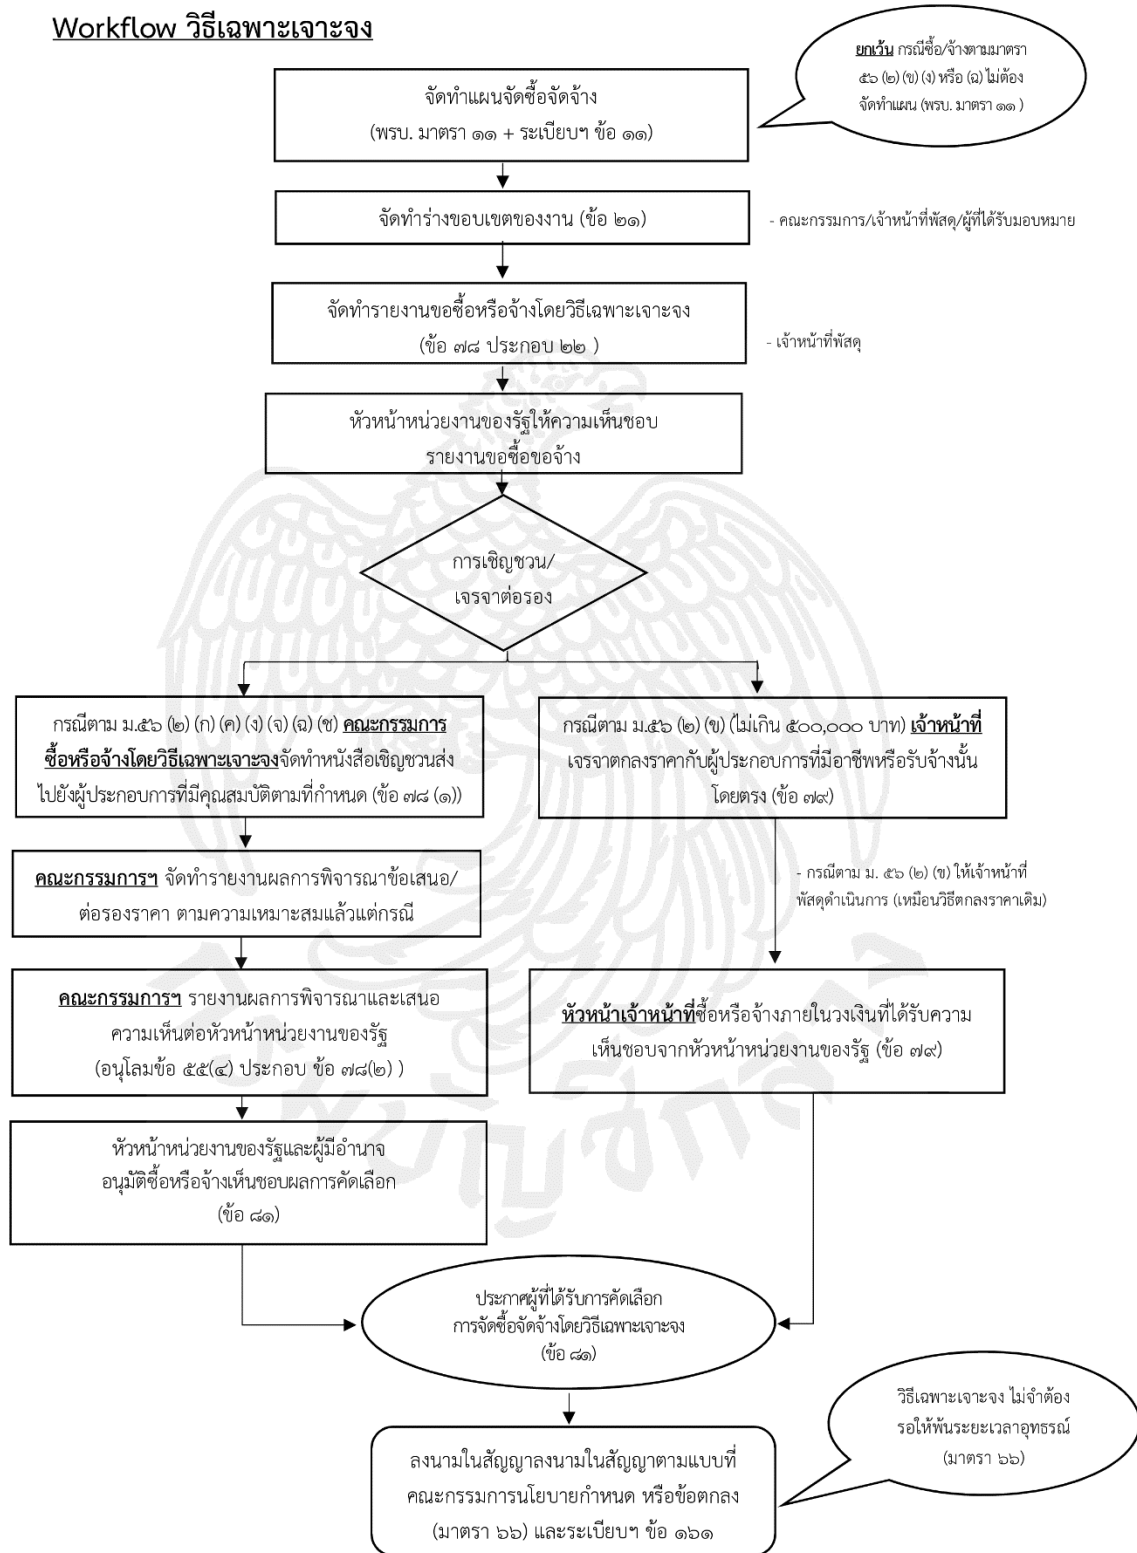 Workflow วิธีเฉพาะเจาะจง
ยกเว้น กรณีซื้อ/จ้างตามมาตรา
๕๖ (๒) (ข) (ง) หรือ (ฉ) ไม่ต้อง
จัดทำแผน (พรบ. มาตรา ๑๑ )
จัดทำแผนจัดซื้อจัดจ้าง
(พรบ. มาตรา ๑๑ + ระเบียบฯ ข้อ ๑๑)
จัดทำร่างขอบเขตของงาน (ข้อ ๒๑)
- คณะกรรมการ/เจ้าหน้าที่พัสดุ/ผู้ที่ได้รับมอบหมาย
จัดทำรายงานขอซื้อหรือจ้างโดยวิธีเฉพาะเจาะจง
(ข้อ ๗๘ ประกอบ ๒๒ )
- เจ้าหน้าที่พัสดุ
หัวหน้าหน่วยงานของรัฐให้ความเห็นชอบ
รายงานขอซื้อขอจ้าง
การเชิญชวน/
เจรจาต่อรอง
กรณีตาม ม.๕๖ (๒) (ก) (ค) (ง) (จ) (ฉ) (ช) คณะกรรมการ
ซื้อหรือจ้างโดยวิธีเฉพาะเจาะจงจัดทำหนังสือเชิญชวนส่ง
ไปยังผู้ประกอบการที่มีคุณสมบัติตามที่กำหนด (ข้อ ๗๘ (๑))
กรณีตาม ม.๕๖ (๒) (ข) (ไม่เกิน ๕๐๐,๐๐๐ บาท) เจ้าหน้าที่
เจรจาตกลงราคากับผู้ประกอบการที่มีอาชีพหรือรับจ้างนั้น
โดยตรง (ข้อ ๗๙)
คณะกรรมการฯ จัดทำรายงานผลการพิจารณาข้อเสนอ/
ต่อรองราคา ตามความเหมาะสมแล้วแต่กรณี
- กรณีตาม ม. ๕๖ (๒) (ข) ให้เจ้าหน้าที่
พัสดุดำเนินการ (เหมือนวิธีตกลงราคาเดิม)
คณะกรรมการฯ รายงานผลการพิจารณาและเสนอ
ความเห็นต่อหัวหน้าหน่วยงานของรัฐ
(อนุโลมข้อ ๕๕(๔) ประกอบ ข้อ ๗๘(๒) )
หัวหน้าเจ้าหน้าที่ซื้อหรือจ้างภายในวงเงินที่ได้รับความ
เห็นชอบจากหัวหน้าหน่วยงานของรัฐ (ข้อ ๗๙)
หัวหน้าหน่วยงานของรัฐและผู้มีอำนาจ
อนุมัติซื้อหรือจ้างเห็นชอบผลการคัดเลือก
(ข้อ ๘๑)
ประกาศผู้ที่ได้รับการคัดเลือก
การจัดซื้อจัดจ้างโดยวิธีเฉพาะเจาะจง
(ข้อ ๘๑)
วิธีเฉพาะเจาะจง ไม่จำต้อง
รอให้พ้นระยะเวลาอุทธรณ์
(มาตรา ๖๖)
ลงนามในสัญญาลงนามในสัญญาตามแบบที่
คณะกรรมการนโยบายกำหนด หรือข้อตกลง
(มาตรา ๖๖) และระเบียบฯ ข้อ ๑๖๑